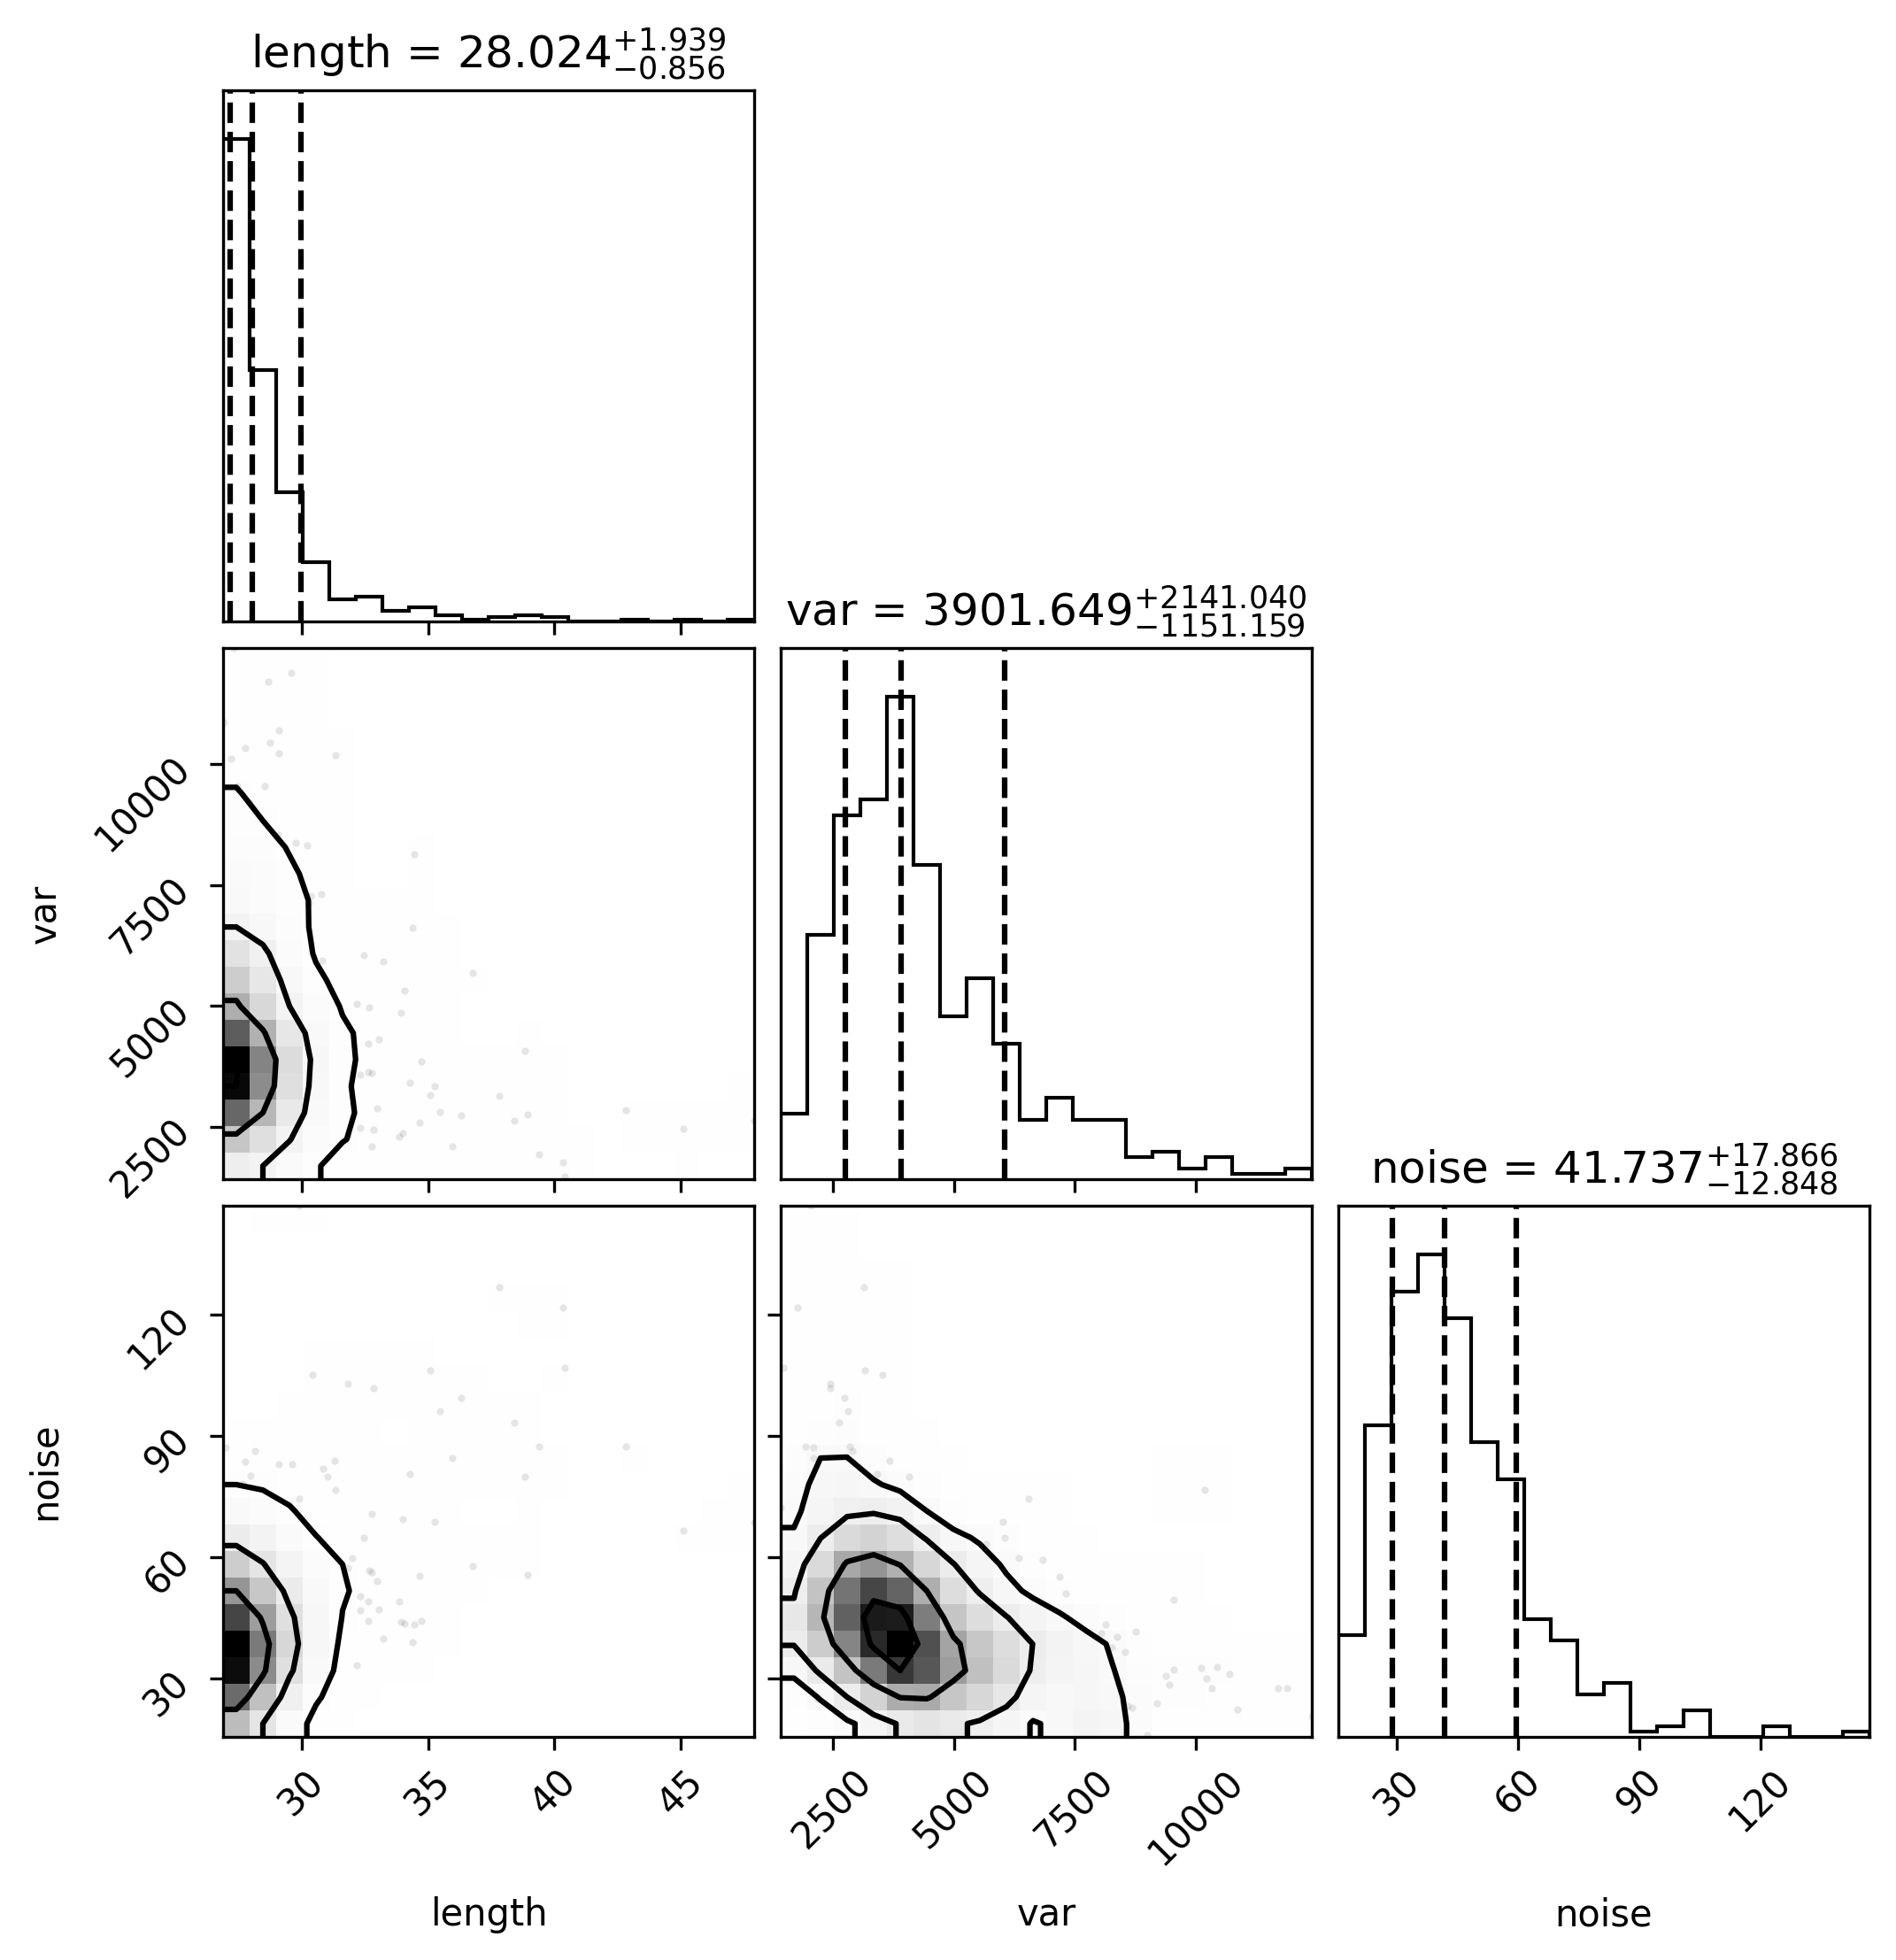 length = 28.024+1.939−0.856
var = 3901.649+2141.040−1151.159
10000
7500
5000
2500
var
noise = 41.737+17.866−12.848
120
90
60
30
noise
30 35 40 45
2500 5000 7500 10000
30 60 90 120
length
var
noise